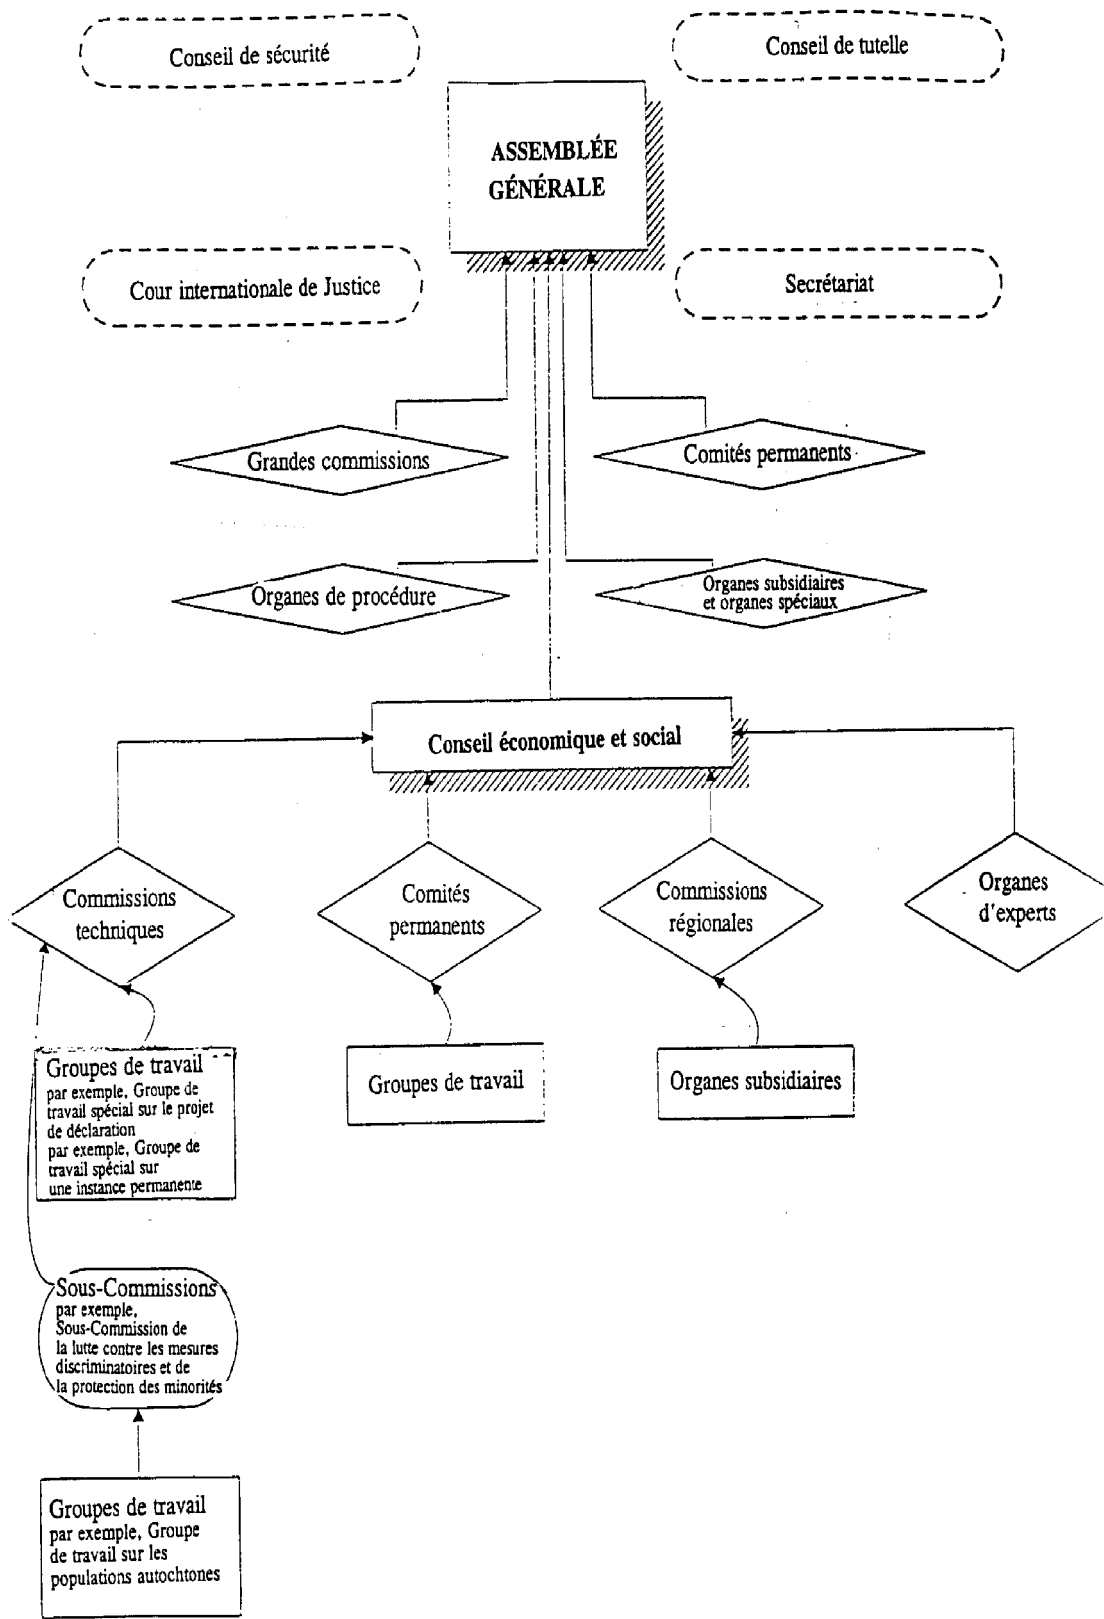 Conseil de sécurité
Conseil de tutelle
ASSEMBLÉE
GÉNÉRALE
Cour internationale de Justice
Secrétariat
Grandes commissions
Comités permanents
Organes de procédure
Organes subsidiaires
et organes spéciaux
Conseil économique et social
Commissions
techniques
Comités
permanents
Commissions
régionales
Organes
d'experts
Groupes de travail
par exemple, Groupe de
travail spécial sur le projet
de déclaration
par exemple, Groupe de
travail spécial sur
une instance permanente
Groupes de travail
Organes subsidiaires
Sous-Commissions
par exemple,
Sous-Commission de
la lutte contre les mesures
discriminatoires et de
la protection des minorités
Groupes de travail
par exemple, Groupe
de travail sur les
populations autochtones